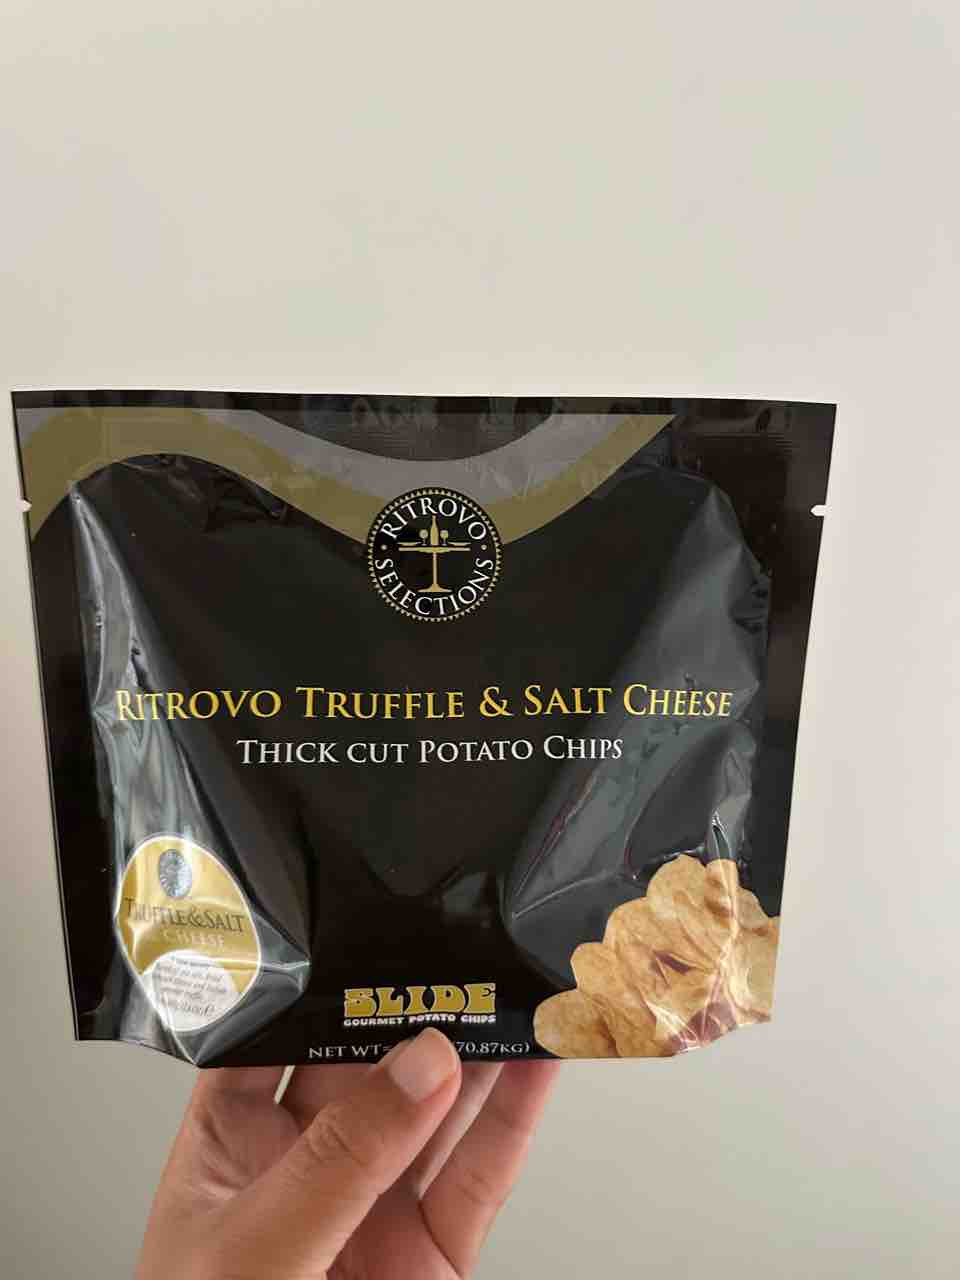 RITROVO
SELECTIONS
RITROVO TRUFFLE & SALT CHEESE
THICK CUT POTATO CHIPS
TRUFFLE&SALT
CHEESE
SLIDE
GOURMET POTATO CHIPS
NET WT 70.87KG)